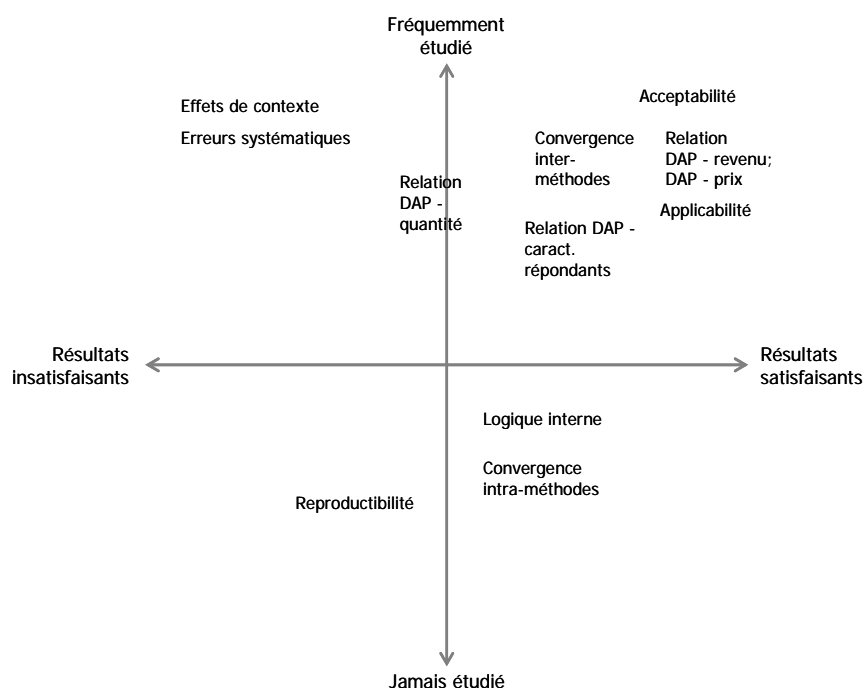 Fréquemment
étudié
Acceptabilité
Effets de contexte
Erreurs systématiques
Convergence
inter-
méthodes
Relation
DAP - revenu;
DAP - prix
Relation
DAP -
quantité
Applicabilité
Relation DAP -
caract.
répondants
Résultats
insatisfaisants
Résultats
satisfaisants
Logique interne
Convergence
intra-méthodes
Reproductibilité
Jamais étudié